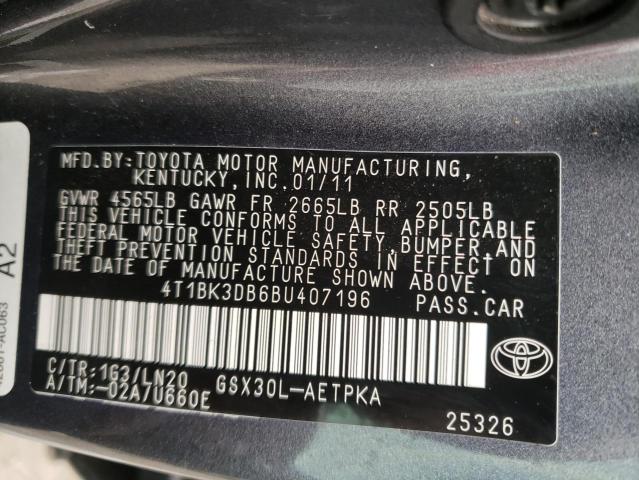 MFD.BY:TOYOTA MOTOR MANUFACTURING,
KENTUCKY,INC.01/11
GVWR 4565LB GAWR FR 2665LB RR 2505LB
THIS VEHICLE CONFORMS TO ALL APPLICABLE
FEDERAL MOTOR VEHICLE SAFETY,BUMPER,AND
THEFT PREVENTION STANDARDS IN EFFECT ON
THE DATE OF MANUFACTURE SHOWN ABOVE.
4T1BK3DB6BU407196 PASS.CAR
C/TR:1G3/LN20 GSX30L-AETPKA
A/TM:-02A/U660E
25326
TOYOTA
A2